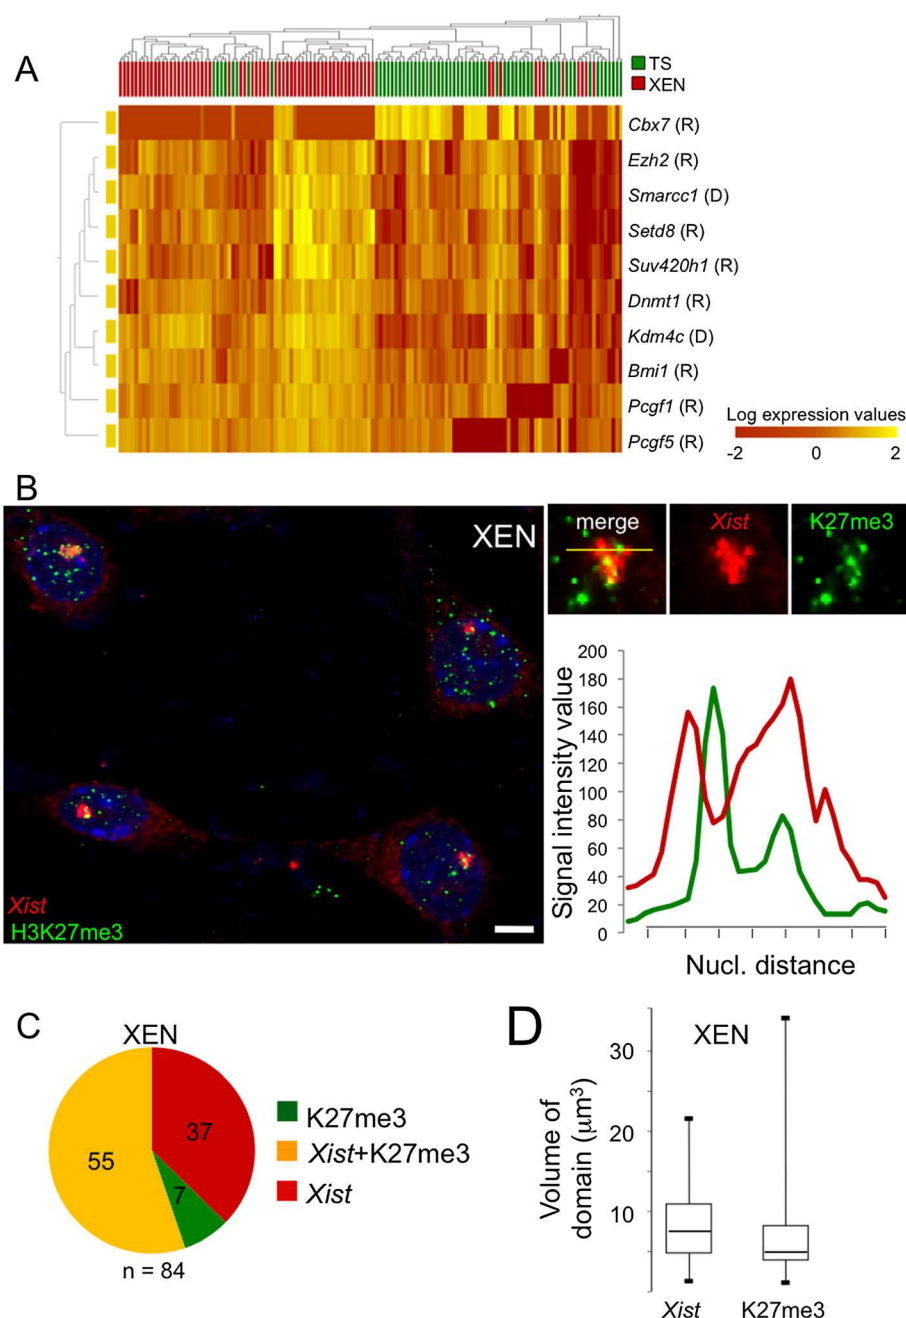 A
TS
XEN
Cbx7 (R)
Ezh2 (R)
Smarcc1 (D)
Setd8 (R)
Suv420h1 (R)
Dnmt1 (R)
Kdm4c (D)
Bmi1 (R)
Pcgf1 (R)
Pcgf5 (R)
Log expression values
-2 0 2
B
XEN
Xist
H3K27me3
merge
Xist
K27me3
Signal intensity value
200
180
160
140
120
100
80
60
40
20
0
Nucl. distance
C
XEN
55
37
7
n = 84
K27me3
Xist+K27me3
Xist
D
XEN
Volume of
domain (μm³)
30
20
10
Xist K27me3